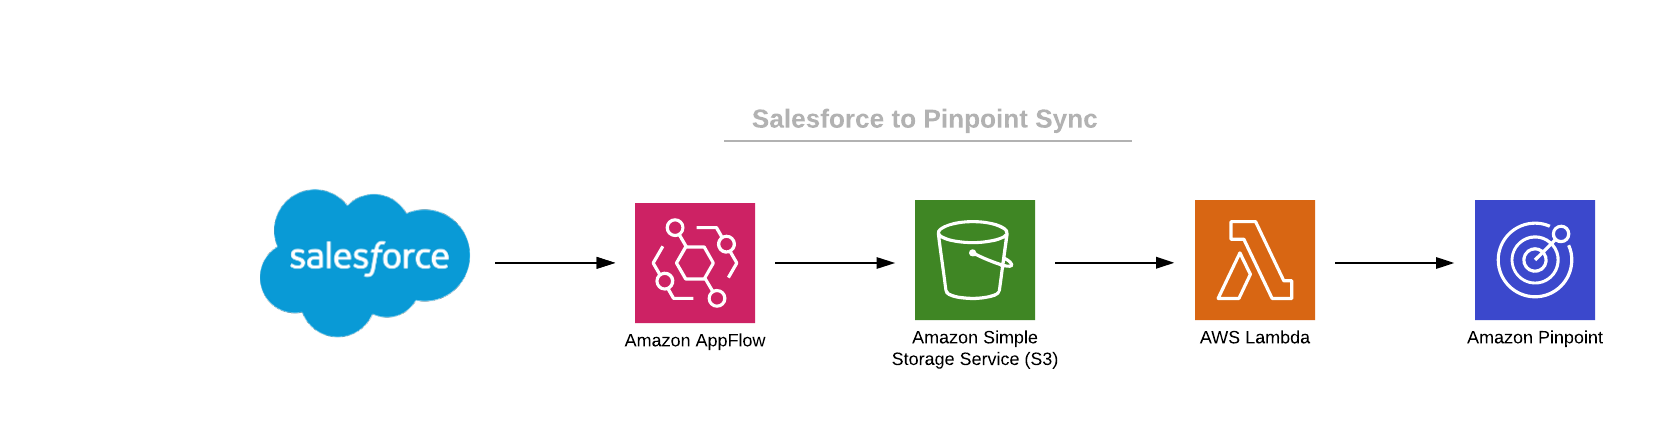 Salesforce to Pinpoint Sync
salesforce
Amazon AppFlow
Amazon Simple
Storage Service (S3)
AWS Lambda
Amazon Pinpoint